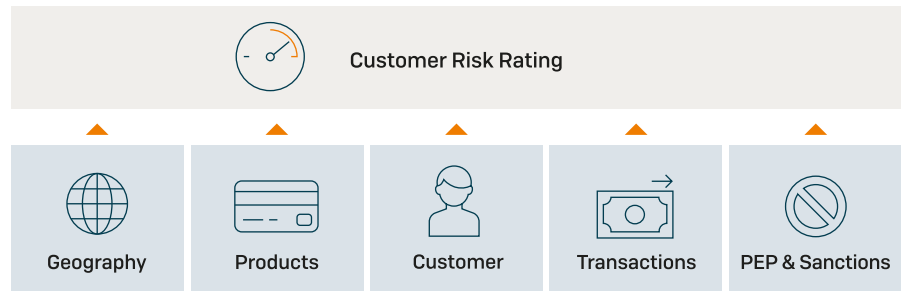 Customer Risk Rating
Geography
Products
Customer
Transactions
PEP & Sanctions